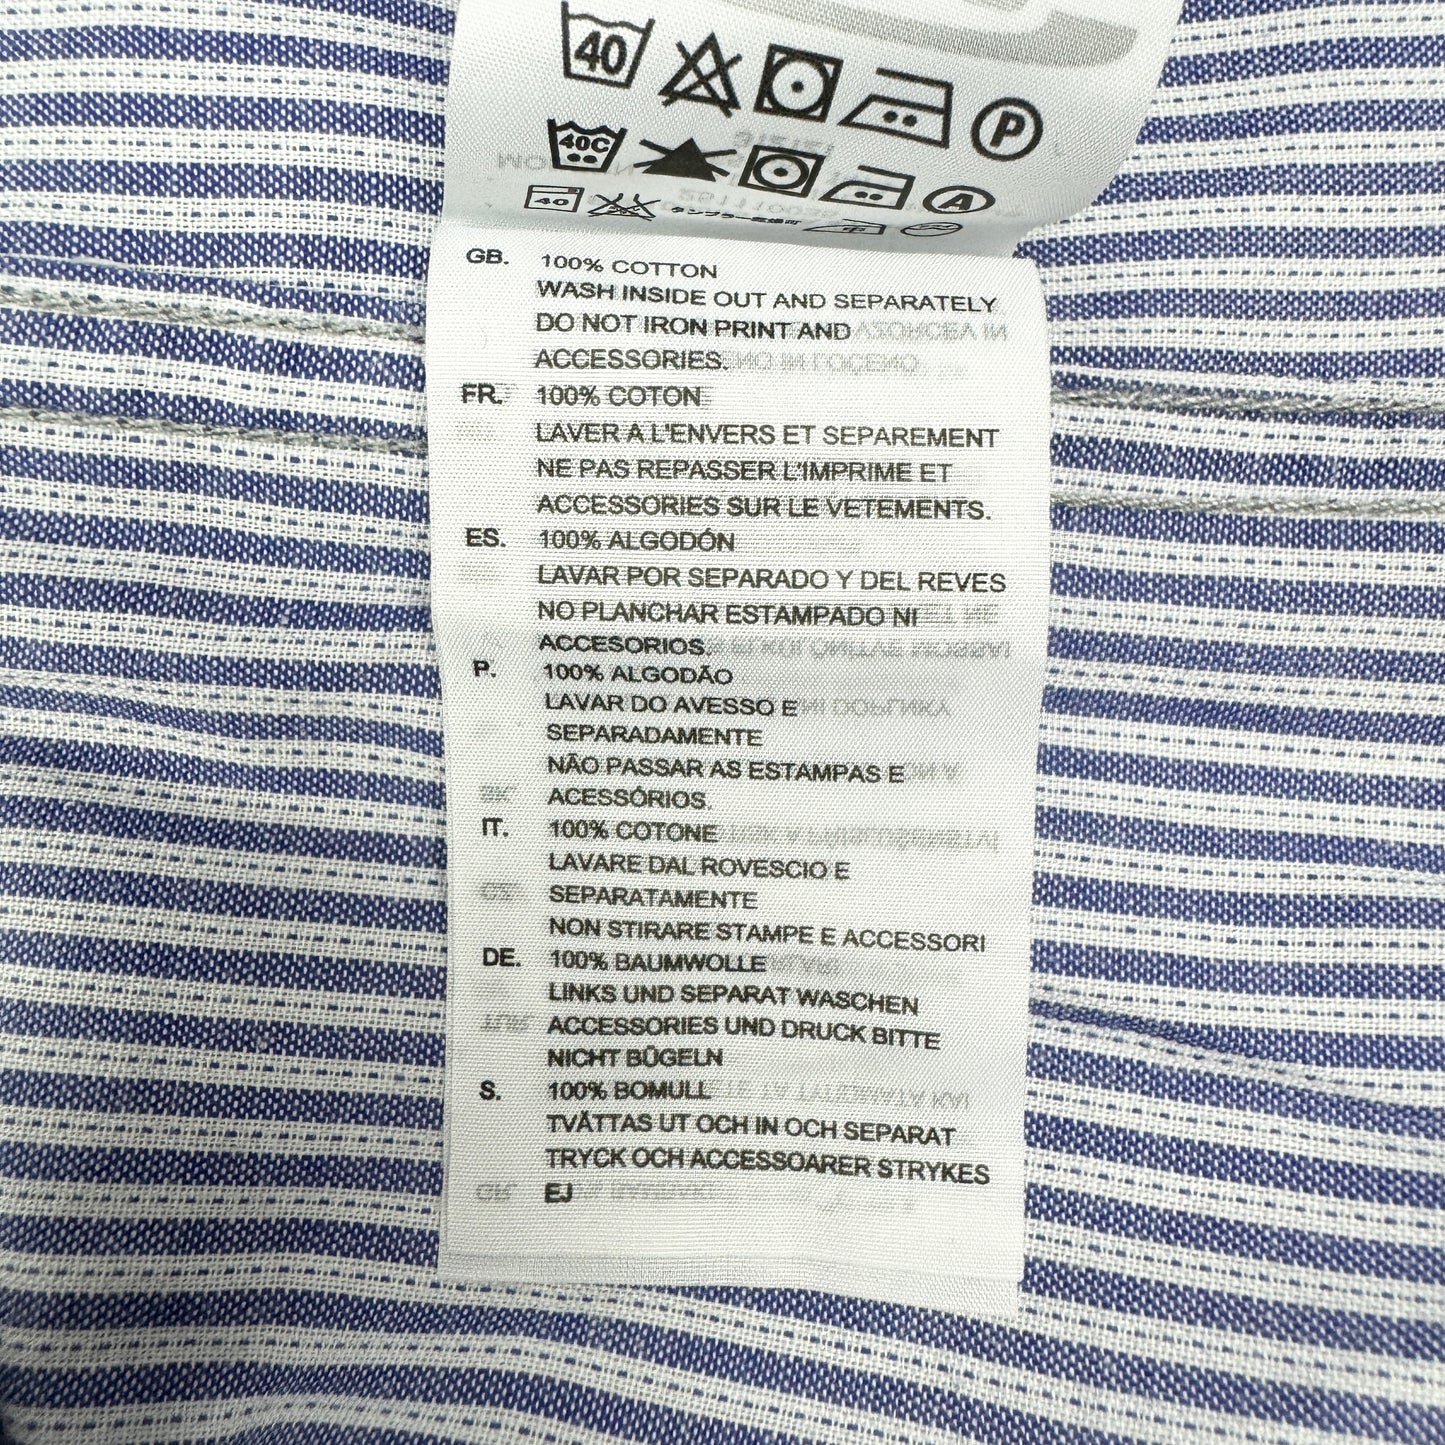 40 P
40C A
40
GB. 100% COTTON
WASH INSIDE OUT AND SEPARATELY
DO NOT IRON PRINT AND
ACCESSORIES.
FR. 100% COTON
LAVER A L'ENVERS ET SEPAREMENT
NE PAS REPASSER L'IMPRIME ET
ACCESSORIES SUR LE VETEMENTS.
ES. 100% ALGODÓN
LAVAR POR SEPARADO Y DEL REVES
NO PLANCHAR ESTAMPADO NI
ACCESORIOS.
P. 100% ALGODÃO
LAVAR DO AVESSO E
SEPARADAMENTE
NÃO PASSAR AS ESTAMPAS E
ACESSÓRIOS.
IT. 100% COTONE
LAVARE DAL ROVESCIO E
SEPARATAMENTE
NON STIRARE STAMPE E ACCESSORI
DE. 100% BAUMWOLLE
LINKS UND SEPARAT WASCHEN
ACCESSORIES UND DRUCK BITTE
NICHT BÜGELN
S. 100% BOMULL
TVÄTTAS UT OCH IN OCH SEPARAT
TRYCK OCH ACCESSOARER STRYKES
EJ